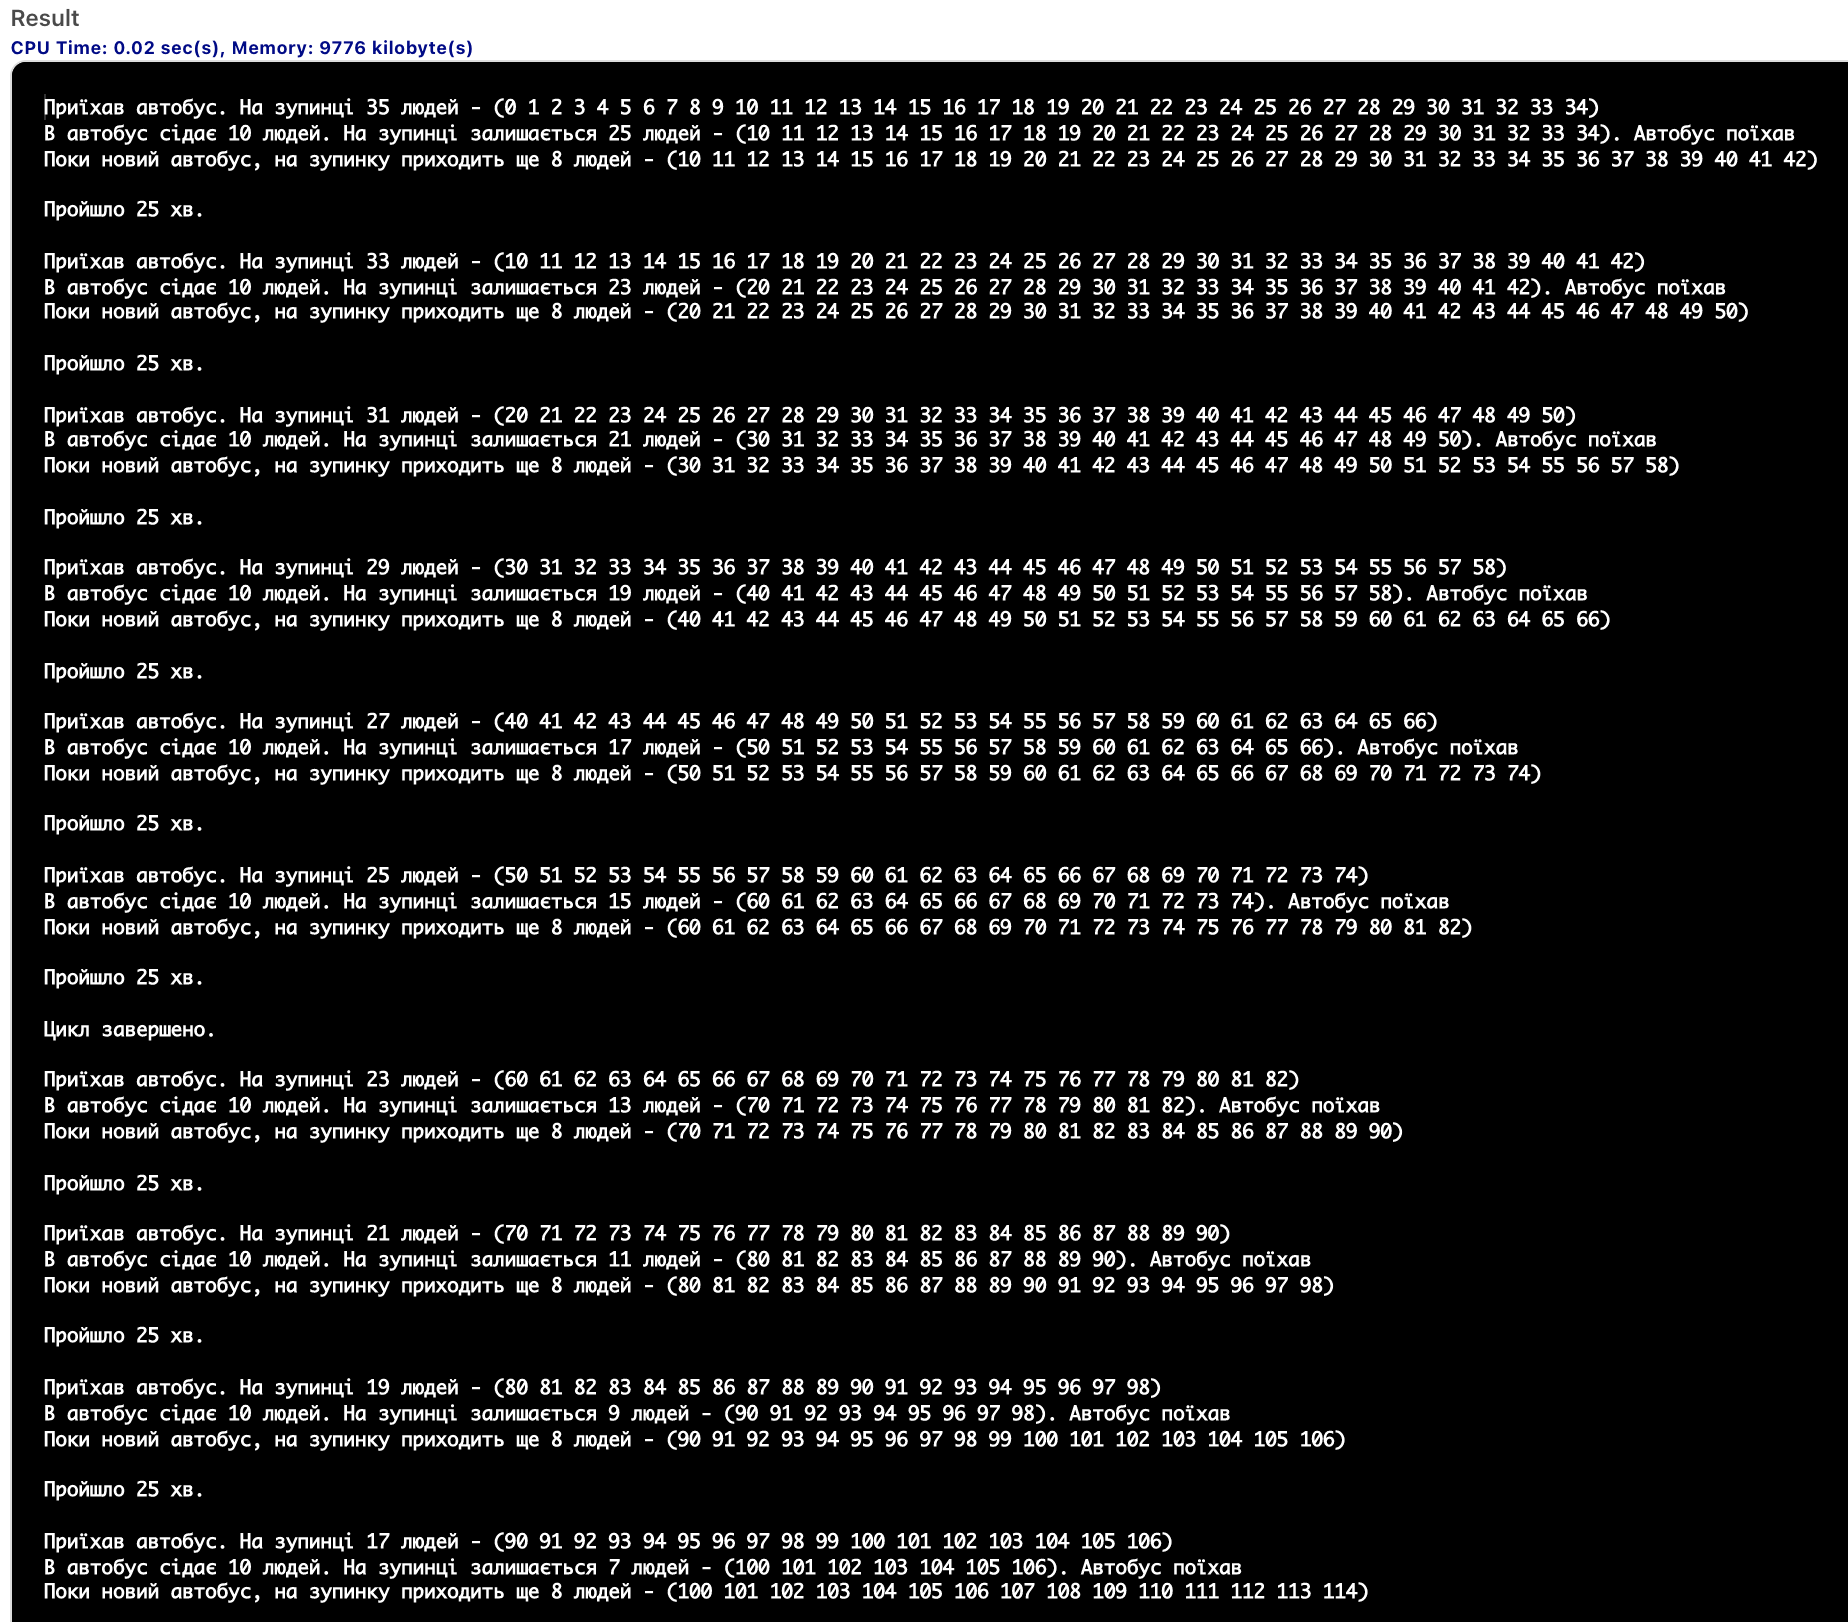 Result
CPU Time: 0.02 sec(s), Memory: 9776 kilobyte(s)
Приїхав автобус. На зупинці 35 людей - (0 1 2 3 4 5 6 7 8 9 10 11 12 13 14 15 16 17 18 19 20 21 22 23 24 25 26 27 28 29 30 31 32 33 34)
В автобус сідає 10 людей. На зупинці залишається 25 людей - (10 11 12 13 14 15 16 17 18 19 20 21 22 23 24 25 26 27 28 29 30 31 32 33 34). Автобус поїхав
Поки новий автобус, на зупинку приходить ще 8 людей - (10 11 12 13 14 15 16 17 18 19 20 21 22 23 24 25 26 27 28 29 30 31 32 33 34 35 36 37 38 39 40 41 42)
Пройшло 25 хв.
Приїхав автобус. На зупинці 33 людей - (10 11 12 13 14 15 16 17 18 19 20 21 22 23 24 25 26 27 28 29 30 31 32 33 34 35 36 37 38 39 40 41 42)
В автобус сідає 10 людей. На зупинці залишається 23 людей - (20 21 22 23 24 25 26 27 28 29 30 31 32 33 34 35 36 37 38 39 40 41 42). Автобус поїхав
Поки новий автобус, на зупинку приходить ще 8 людей - (20 21 22 23 24 25 26 27 28 29 30 31 32 33 34 35 36 37 38 39 40 41 42 43 44 45 46 47 48 49 50)
Пройшло 25 хв.
Приїхав автобус. На зупинці 31 людей - (20 21 22 23 24 25 26 27 28 29 30 31 32 33 34 35 36 37 38 39 40 41 42 43 44 45 46 47 48 49 50)
В автобус сідає 10 людей. На зупинці залишається 21 людей - (30 31 32 33 34 35 36 37 38 39 40 41 42 43 44 45 46 47 48 49 50). Автобус поїхав
Поки новий автобус, на зупинку приходить ще 8 людей - (30 31 32 33 34 35 36 37 38 39 40 41 42 43 44 45 46 47 48 49 50 51 52 53 54 55 56 57 58)
Пройшло 25 хв.
Приїхав автобус. На зупинці 29 людей - (30 31 32 33 34 35 36 37 38 39 40 41 42 43 44 45 46 47 48 49 50 51 52 53 54 55 56 57 58)
В автобус сідає 10 людей. На зупинці залишається 19 людей - (40 41 42 43 44 45 46 47 48 49 50 51 52 53 54 55 56 57 58). Автобус поїхав
Поки новий автобус, на зупинку приходить ще 8 людей - (40 41 42 43 44 45 46 47 48 49 50 51 52 53 54 55 56 57 58 59 60 61 62 63 64 65 66)
Пройшло 25 хв.
Приїхав автобус. На зупинці 27 людей - (40 41 42 43 44 45 46 47 48 49 50 51 52 53 54 55 56 57 58 59 60 61 62 63 64 65 66)
В автобус сідає 10 людей. На зупинці залишається 17 людей - (50 51 52 53 54 55 56 57 58 59 60 61 62 63 64 65 66). Автобус поїхав
Поки новий автобус, на зупинку приходить ще 8 людей - (50 51 52 53 54 55 56 57 58 59 60 61 62 63 64 65 66 67 68 69 70 71 72 73 74)
Пройшло 25 хв.
Приїхав автобус. На зупинці 25 людей - (50 51 52 53 54 55 56 57 58 59 60 61 62 63 64 65 66 67 68 69 70 71 72 73 74)
В автобус сідає 10 людей. На зупинці залишається 15 людей - (60 61 62 63 64 65 66 67 68 69 70 71 72 73 74). Автобус поїхав
Поки новий автобус, на зупинку приходить ще 8 людей - (60 61 62 63 64 65 66 67 68 69 70 71 72 73 74 75 76 77 78 79 80 81 82)
Пройшло 25 хв.
Цикл завершено.
Приїхав автобус. На зупинці 23 людей - (60 61 62 63 64 65 66 67 68 69 70 71 72 73 74 75 76 77 78 79 80 81 82)
В автобус сідає 10 людей. На зупинці залишається 13 людей - (70 71 72 73 74 75 76 77 78 79 80 81 82). Автобус поїхав
Поки новий автобус, на зупинку приходить ще 8 людей - (70 71 72 73 74 75 76 77 78 79 80 81 82 83 84 85 86 87 88 89 90)
Пройшло 25 хв.
Приїхав автобус. На зупинці 21 людей - (70 71 72 73 74 75 76 77 78 79 80 81 82 83 84 85 86 87 88 89 90)
В автобус сідає 10 людей. На зупинці залишається 11 людей - (80 81 82 83 84 85 86 87 88 89 90). Автобус поїхав
Поки новий автобус, на зупинку приходить ще 8 людей - (80 81 82 83 84 85 86 87 88 89 90 91 92 93 94 95 96 97 98)
Пройшло 25 хв.
Приїхав автобус. На зупинці 19 людей - (80 81 82 83 84 85 86 87 88 89 90 91 92 93 94 95 96 97 98)
В автобус сідає 10 людей. На зупинці залишається 9 людей - (90 91 92 93 94 95 96 97 98). Автобус поїхав
Поки новий автобус, на зупинку приходить ще 8 людей - (90 91 92 93 94 95 96 97 98 99 100 101 102 103 104 105 106)
Пройшло 25 хв.
Приїхав автобус. На зупинці 17 людей - (90 91 92 93 94 95 96 97 98 99 100 101 102 103 104 105 106)
В автобус сідає 10 людей. На зупинці залишається 7 людей - (100 101 102 103 104 105 106). Автобус поїхав
Поки новий автобус, на зупинку приходить ще 8 людей - (100 101 102 103 104 105 106 107 108 109 110 111 112 113 114)